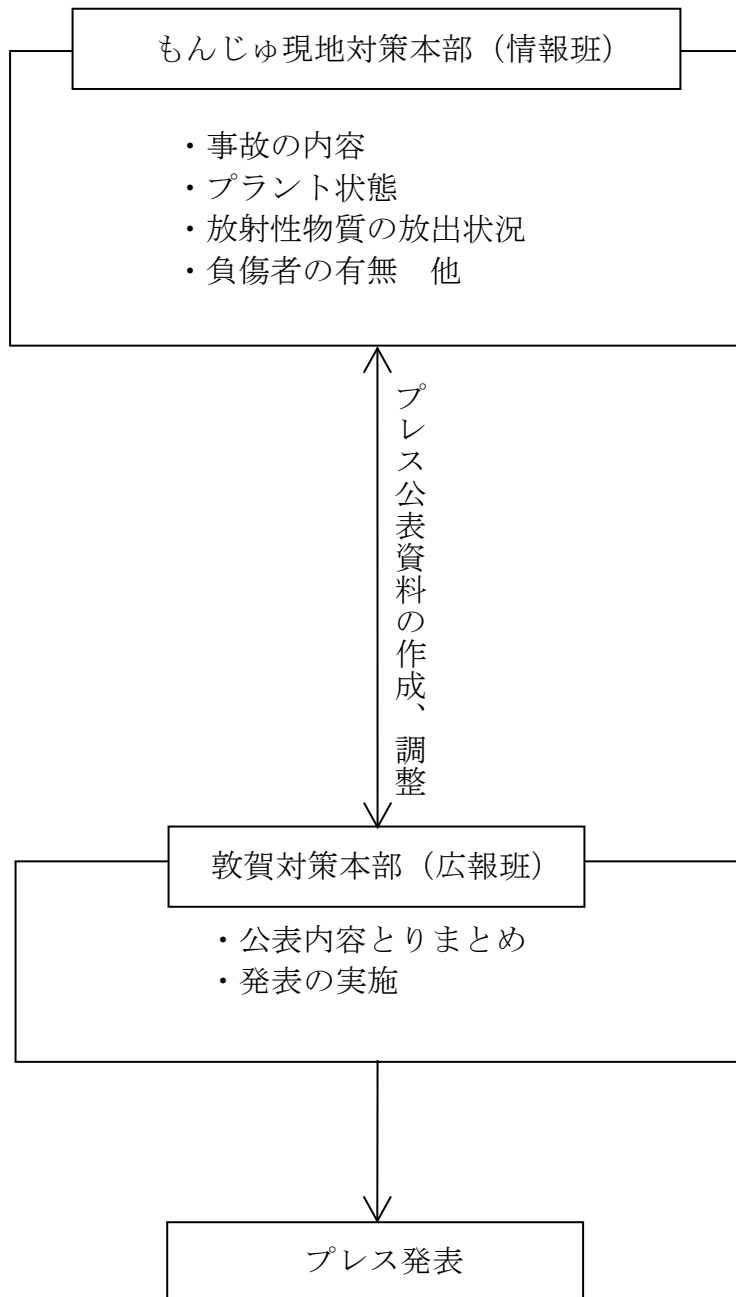 もんじゅ現地対策本部（情報班）
・事故の内容
・プラント状態
・放射性物質の放出状況
・負傷者の有無　他
プレス公表資料の作成、調整
敦賀対策本部（広報班）
・公表内容とりまとめ
・発表の実施
プレス発表